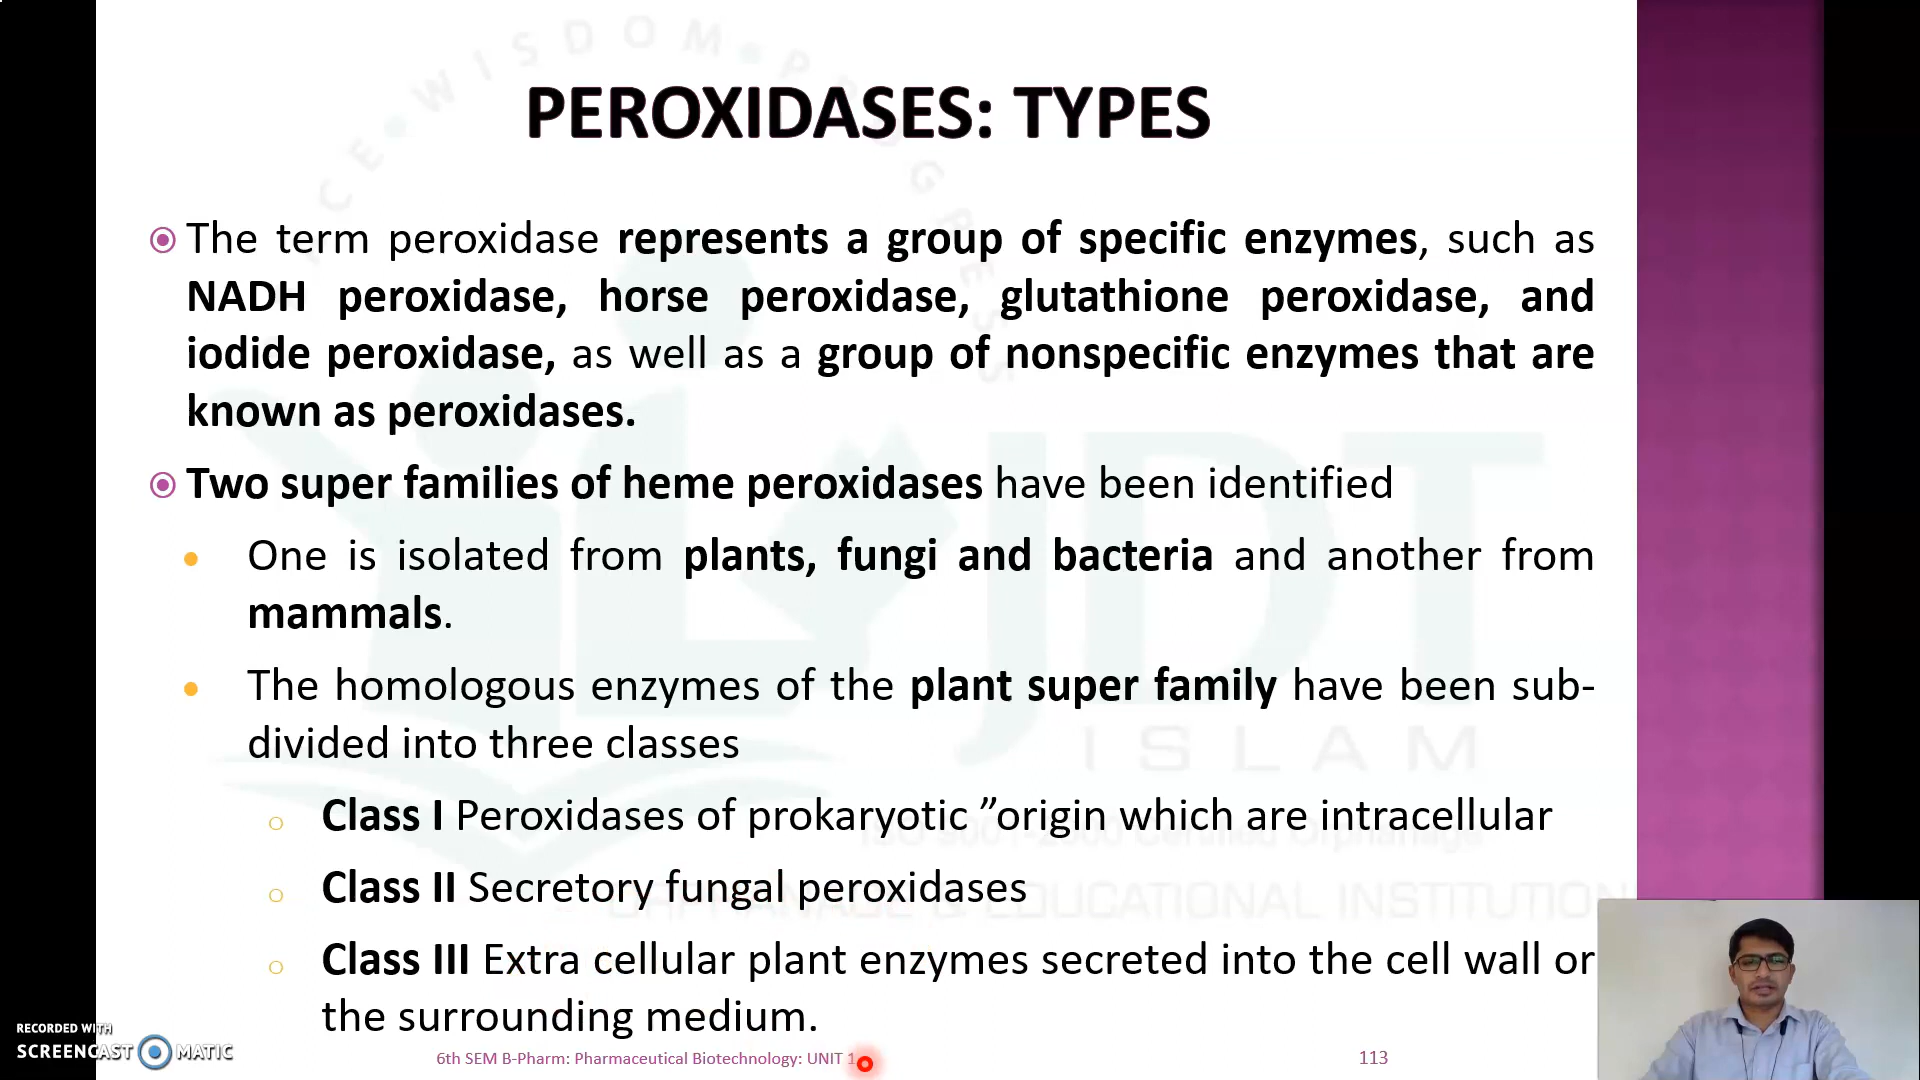 PEROXIDASES: TYPES
The term peroxidase represents a group of specific enzymes, such as
NADH peroxidase, horse peroxidase, glutathione peroxidase, and
iodide peroxidase, as well as a group of nonspecific enzymes that are
known as peroxidases.
Two super families of heme peroxidases have been identified
One is isolated from plants, fungi and bacteria and another from
mammals.
The homologous enzymes of the plant super family have been sub-
divided into three classes
Class I Peroxidases of prokaryotic ”origin which are intracellular
Class II Secretory fungal peroxidases
Class III Extra cellular plant enzymes secreted into the cell wall or
the surrounding medium.
6th SEM B-Pharm: Pharmaceutical Biotechnology: UNIT 1
113
RECORDED WITH
SCREENCAST MATIC
WISDOM
JDT
ISLAM
EDUCATIONAL INSTITUTION